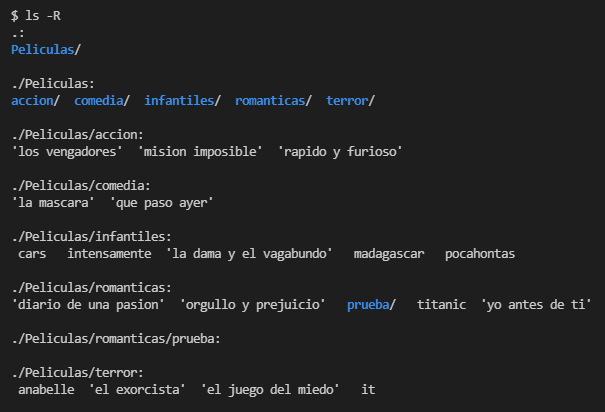 $ ls -R
.:
Peliculas/

./Peliculas:
accion/  comedia/  infantiles/  romanticas/  terror/

./Peliculas/accion:
'los vengadores'  'mision imposible'  'rapido y furioso'

./Peliculas/comedia:
'la mascara'  'que paso ayer'

./Peliculas/infantiles:
 cars   intensamente  'la dama y el vagabundo'   madagascar   pocahontas

./Peliculas/romanticas:
'diario de una pasion'  'orgullo y prejuicio'   prueba/   titanic  'yo antes de ti'

./Peliculas/romanticas/prueba:

./Peliculas/terror:
 anabelle  'el exorcista'  'el juego del miedo'   it